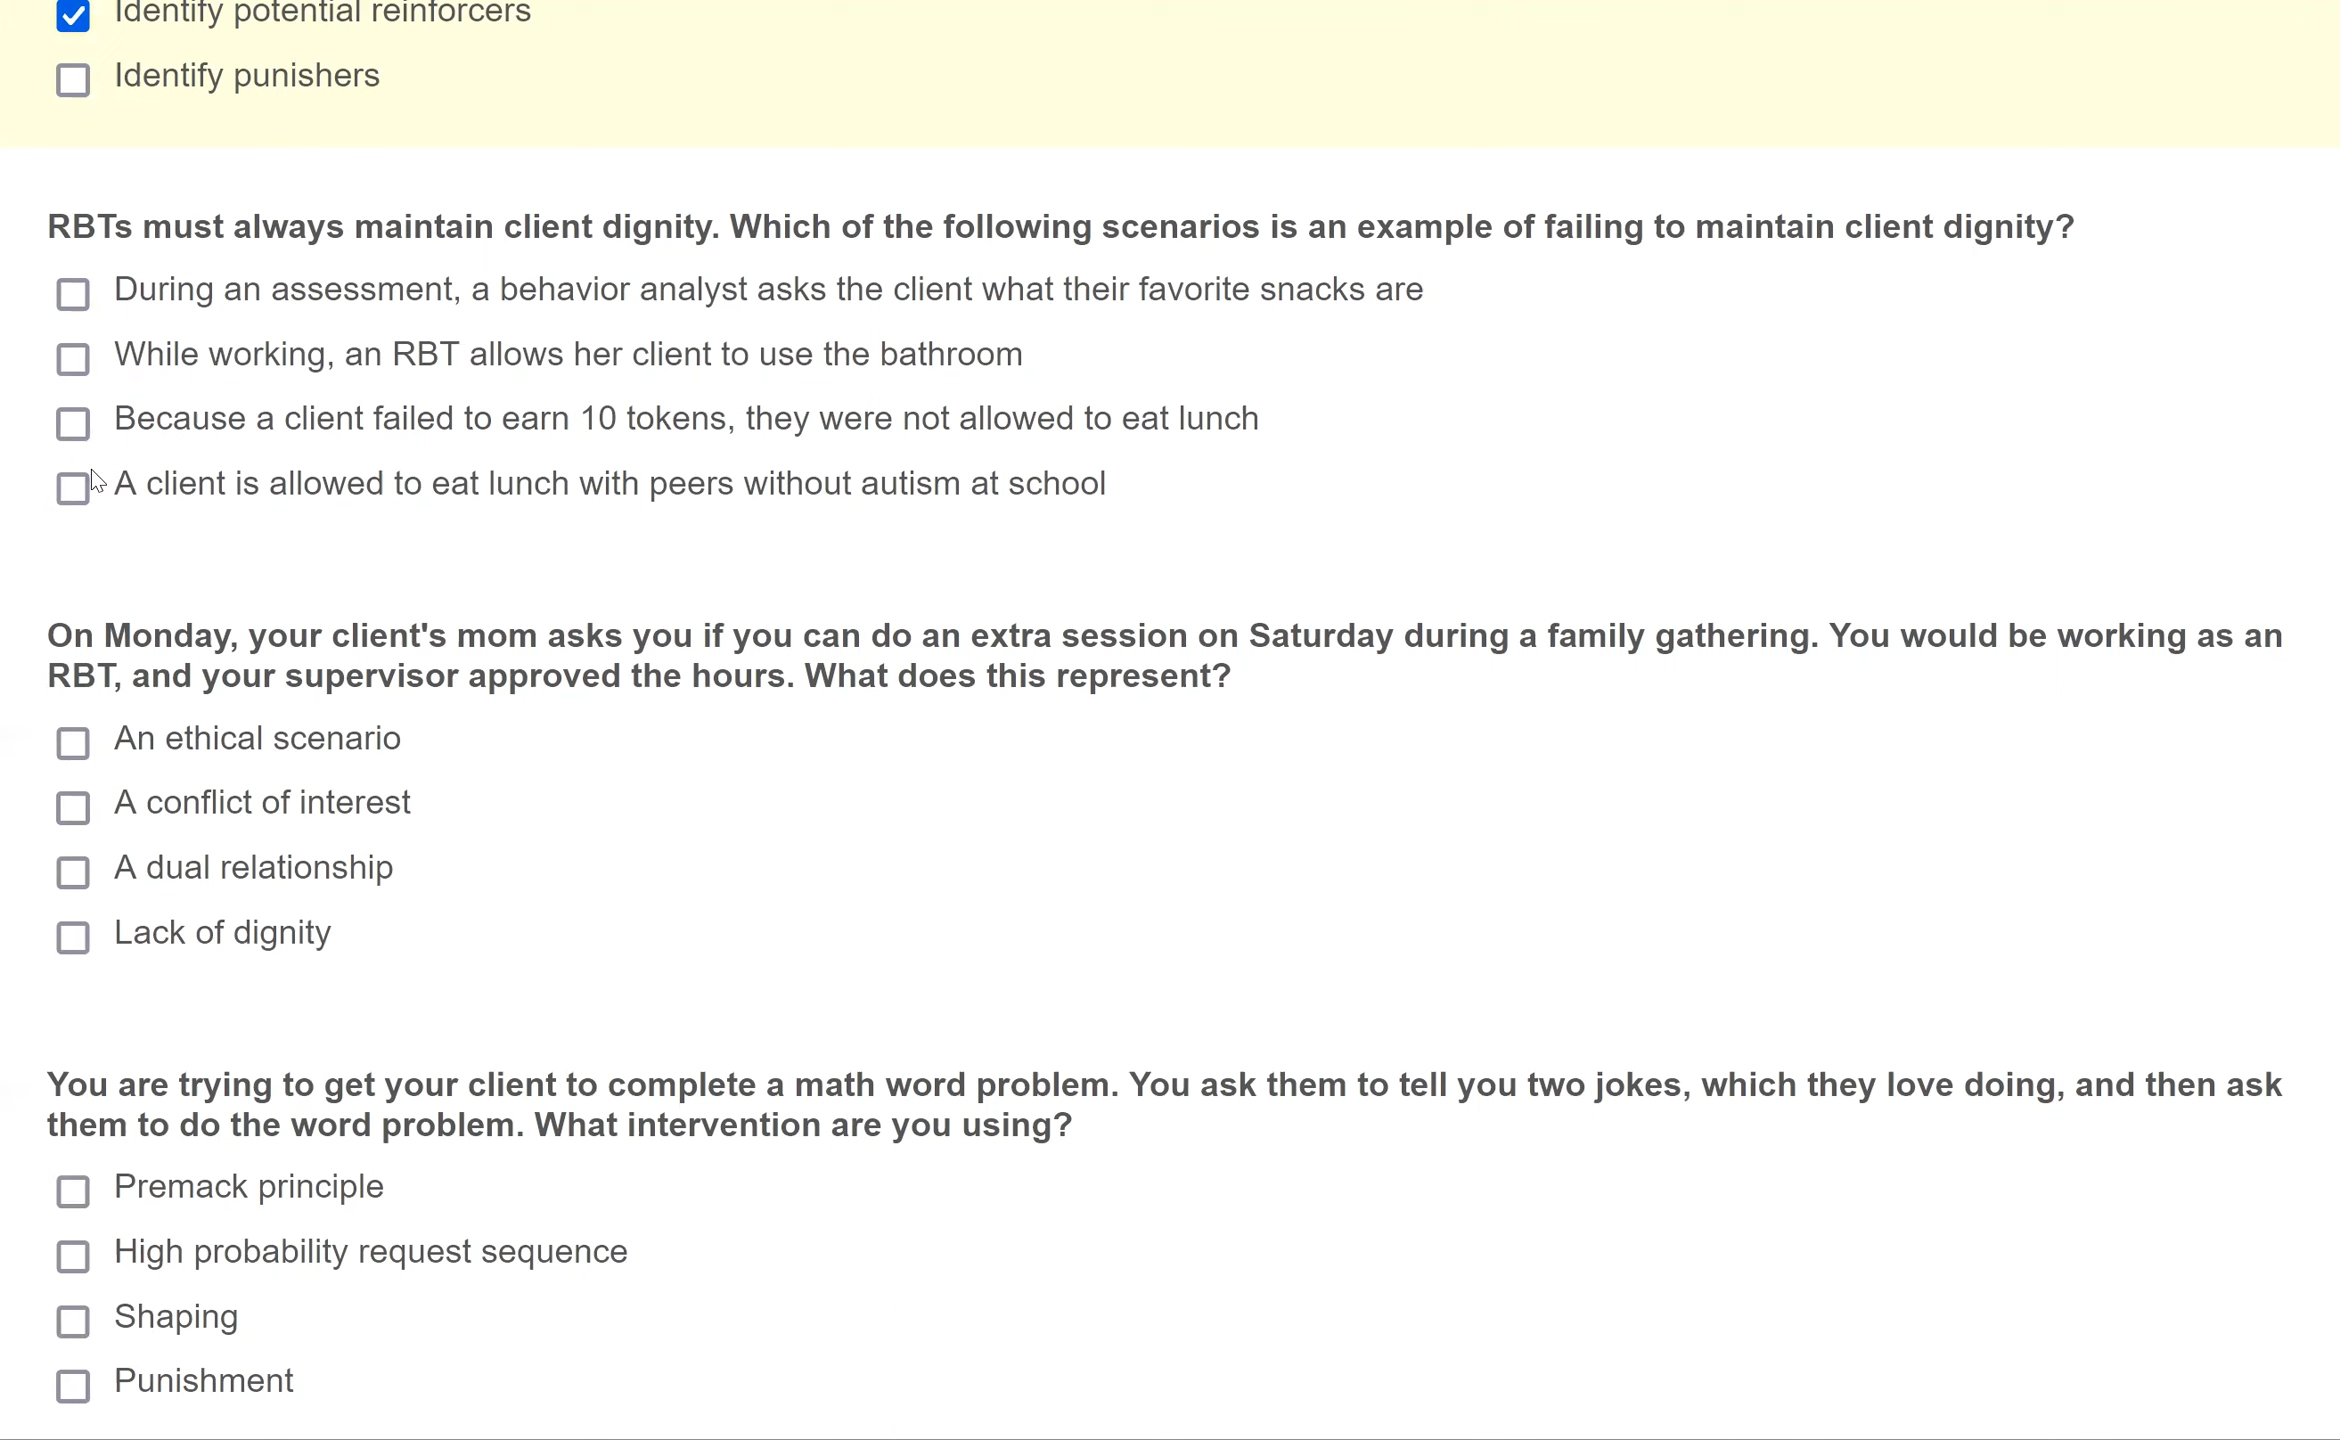 Identify potential reinforcers
Identify punishers
RBTs must always maintain client dignity. Which of the following scenarios is an example of failing to maintain client dignity?
During an assessment, a behavior analyst asks the client what their favorite snacks are
While working, an RBT allows her client to use the bathroom
Because a client failed to earn 10 tokens, they were not allowed to eat lunch
A client is allowed to eat lunch with peers without autism at school
On Monday, your client's mom asks you if you can do an extra session on Saturday during a family gathering. You would be working as an
RBT, and your supervisor approved the hours. What does this represent?
An ethical scenario
A conflict of interest
A dual relationship
Lack of dignity
You are trying to get your client to complete a math word problem. You ask them to tell you two jokes, which they love doing, and then ask
them to do the word problem. What intervention are you using?
Premack principle
High probability request sequence
Shaping
Punishment